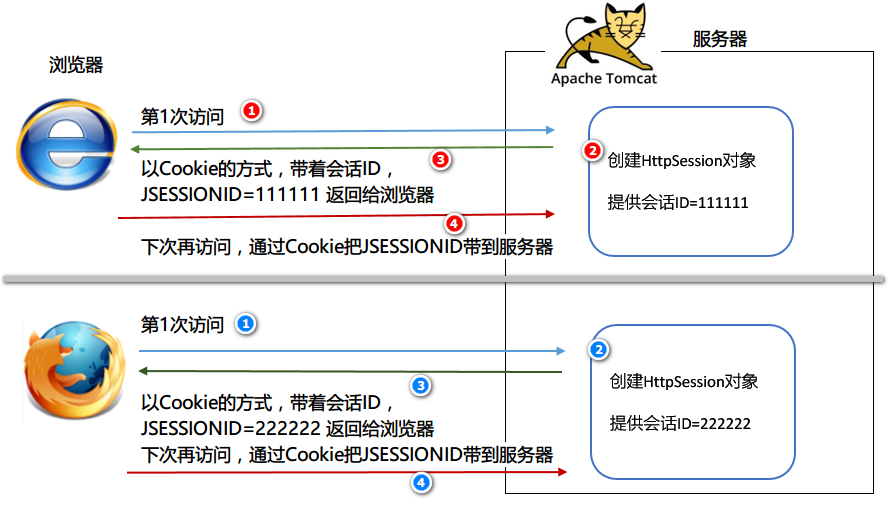 浏览器
服务器
Apache Tomcat
第1次访问
1
2
创建HttpSession对象
提供会话ID=111111
3
以Cookie的方式，带着会话ID，
JSESSIONID=111111 返回给浏览器
4
下次再访问，通过Cookie把JSESSIONID带到服务器
第1次访问
1
2
创建HttpSession对象
提供会话ID=222222
3
以Cookie的方式，带着会话ID，
JSESSIONID=222222 返回给浏览器
下次再访问，通过Cookie把JSESSIONID带到服务器
4